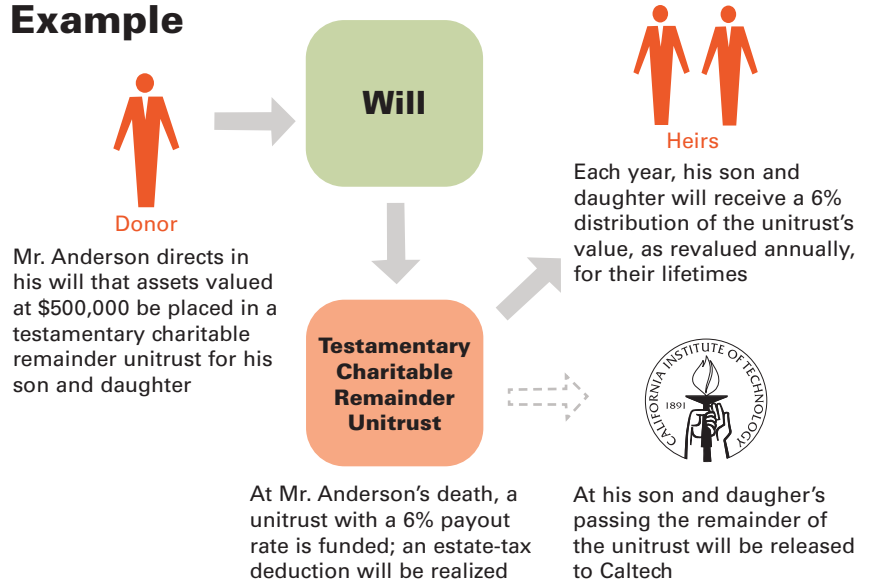 Example
Will
Donor
Mr. Anderson directs in
his will that assets valued
at $500,000 be placed in a
testamentary charitable
remainder unitrust for his
son and daughter
Heirs
Each year, his son and
daughter will receive a 6%
distribution of the unitrust's
value, as revalued annually,
for their lifetimes
Testamentary
Charitable
Remainder
Unitrust
At Mr. Anderson's death, a
unitrust with a 6% payout
rate is funded; an estate-tax
deduction will be realized
CALIFORNIA INSTITUTE OF TECHNOLOGY
1891
At his son and daugher's
passing the remainder of
the unitrust will be released
to Caltech